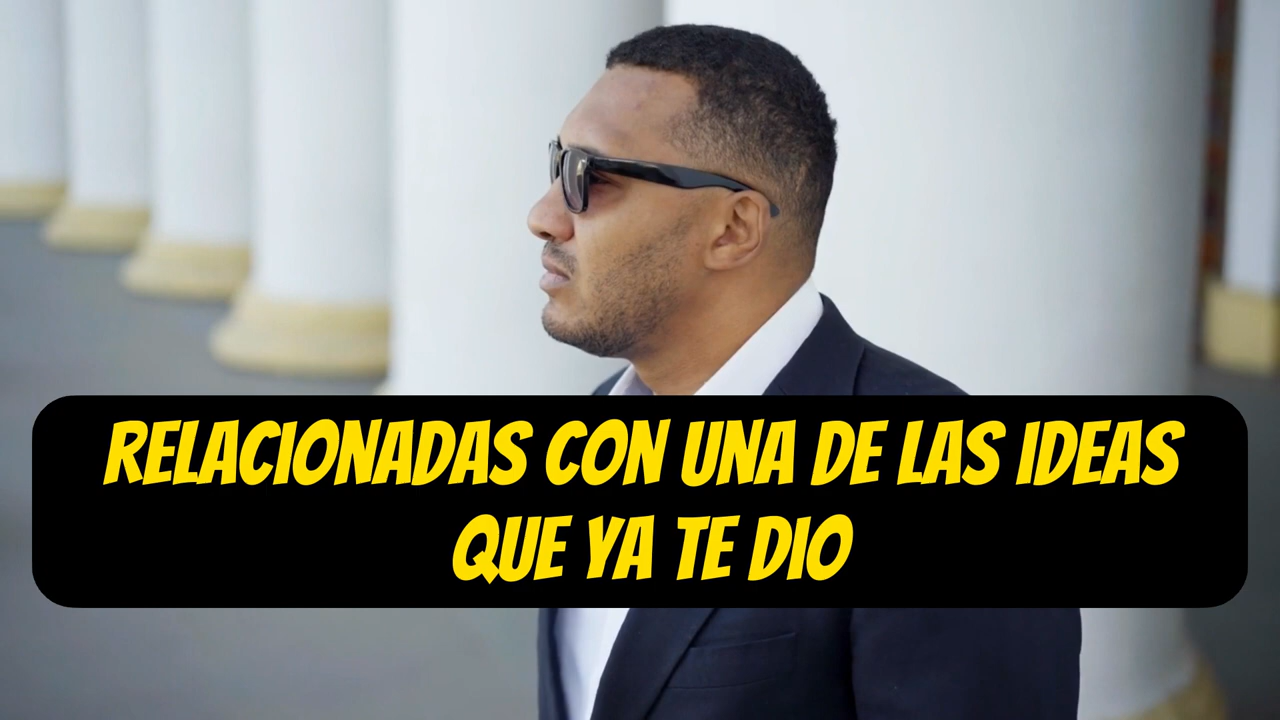 RELACIONADAS CON UNA DE LAS IDEAS
QUE YA TE DIO